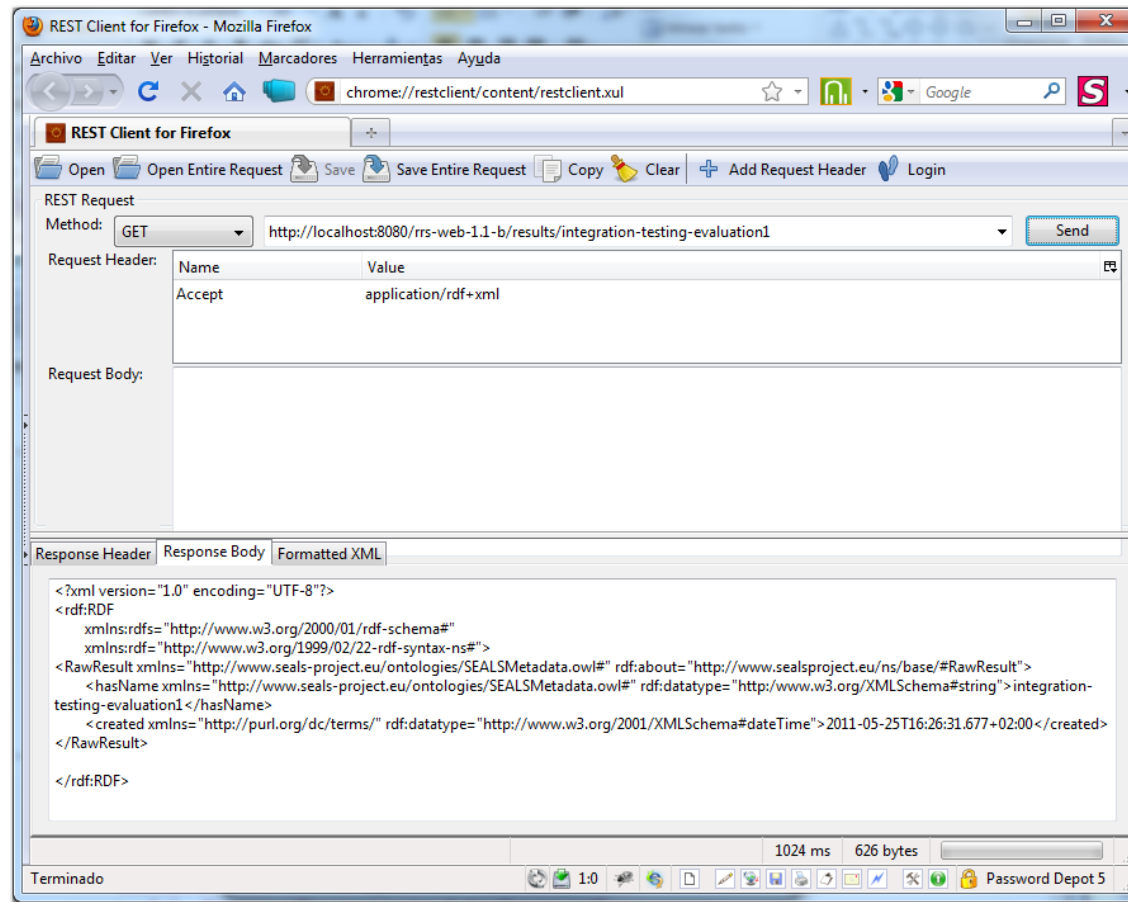 REST Client for Firefox - Mozilla Firefox
Archivo Editar Ver Historial Marcadores Herramientas Ayuda
chrome://restclient/content/restclient.xul
Google
S
REST Client for Firefox
Open Open Entire Request Save Save Entire Request Copy Clear Add Request Header Login
REST Request
Method: GET http://localhost:8080/rrs-web-1.1-b/results/integration-testing-evaluation1 Send
Request Header: Name Value
Accept application/rdf+xml
Request Body:
Response Header Response Body Formatted XML
<?xml version="1.0" encoding="UTF-8"?>
<rdf:RDF
xmlns:rdfs="http://www.w3.org/2000/01/rdf-schema#"
xmlns:rdf="http://www.w3.org/1999/02/22-rdf-syntax-ns#">
<RawResult xmlns="http://www.seals-project.eu/ontologies/SEALSMetadata.owl#" rdf:about="http://www.sealsproject.eu/ns/base/#RawResult">
<hasName xmlns="http://www.seals-project.eu/ontologies/SEALSMetadata.owl#" rdf:datatype="http:/www.w3.org/XMLSchema#string">integration-
testing-evaluation1</hasName>
<created xmlns="http://purl.org/dc/terms/" rdf:datatype="http://www.w3.org/2001/XMLSchema#dateTime">2011-05-25T16:26:31.677+02:00</created>
</RawResult>
</rdf:RDF>
1024 ms 626 bytes
Terminado 1:0 Password Depot 5